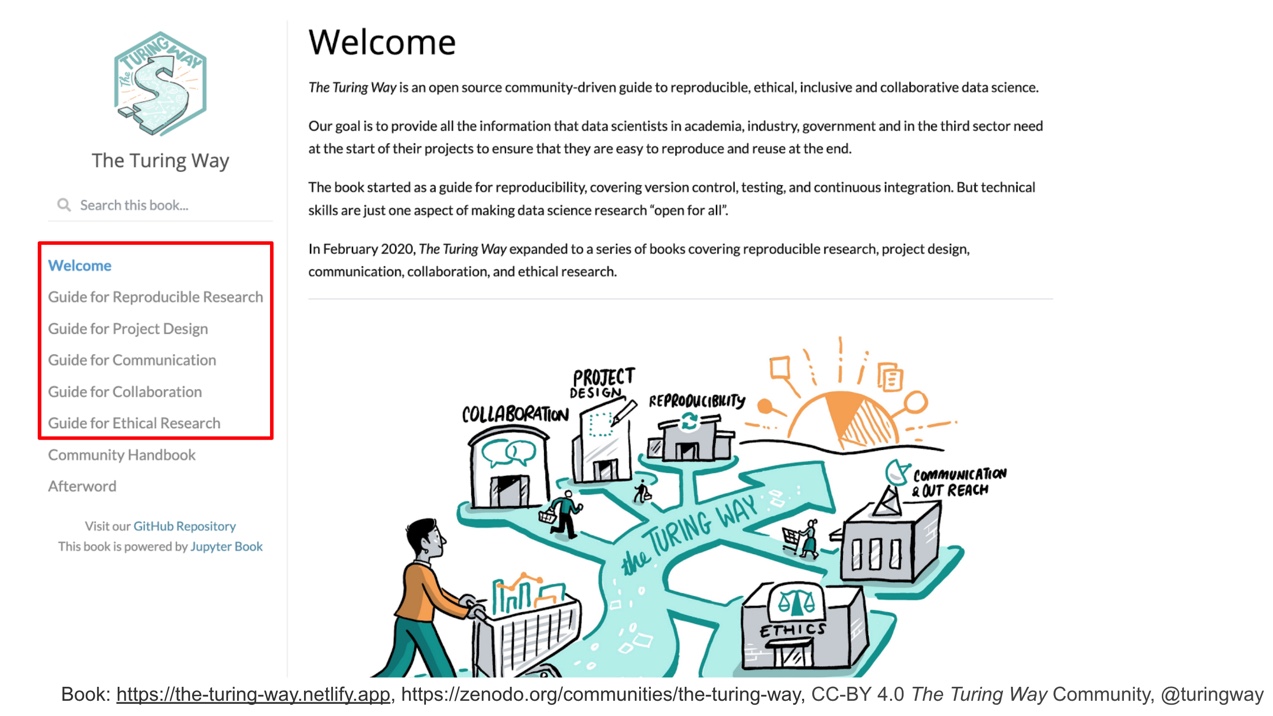 The TURING WAY
The Turing Way
Search this book...
Welcome
Guide for Reproducible Research
Guide for Project Design
Guide for Communication
Guide for Collaboration
Guide for Ethical Research
Community Handbook
Afterword
Visit our GitHub Repository
This book is powered by Jupyter Book
Welcome
The Turing Way is an open source community-driven guide to reproducible, ethical, inclusive and collaborative data science.
Our goal is to provide all the information that data scientists in academia, industry, government and in the third sector need
at the start of their projects to ensure that they are easy to reproduce and reuse at the end.
The book started as a guide for reproducibility, covering version control, testing, and continuous integration. But technical
skills are just one aspect of making data science research “open for all”.
In February 2020, The Turing Way expanded to a series of books covering reproducible research, project design,
communication, collaboration, and ethical research.
COLLABORATION
PROJECT
DESIGN
REPRODUCIBILITY
COMMUNICATION
& OUT REACH
the TURING WAY
ETHICS
Book: https://the-turing-way.netlify.app, https://zenodo.org/communities/the-turing-way, CC-BY 4.0 The Turing Way Community, @turingway